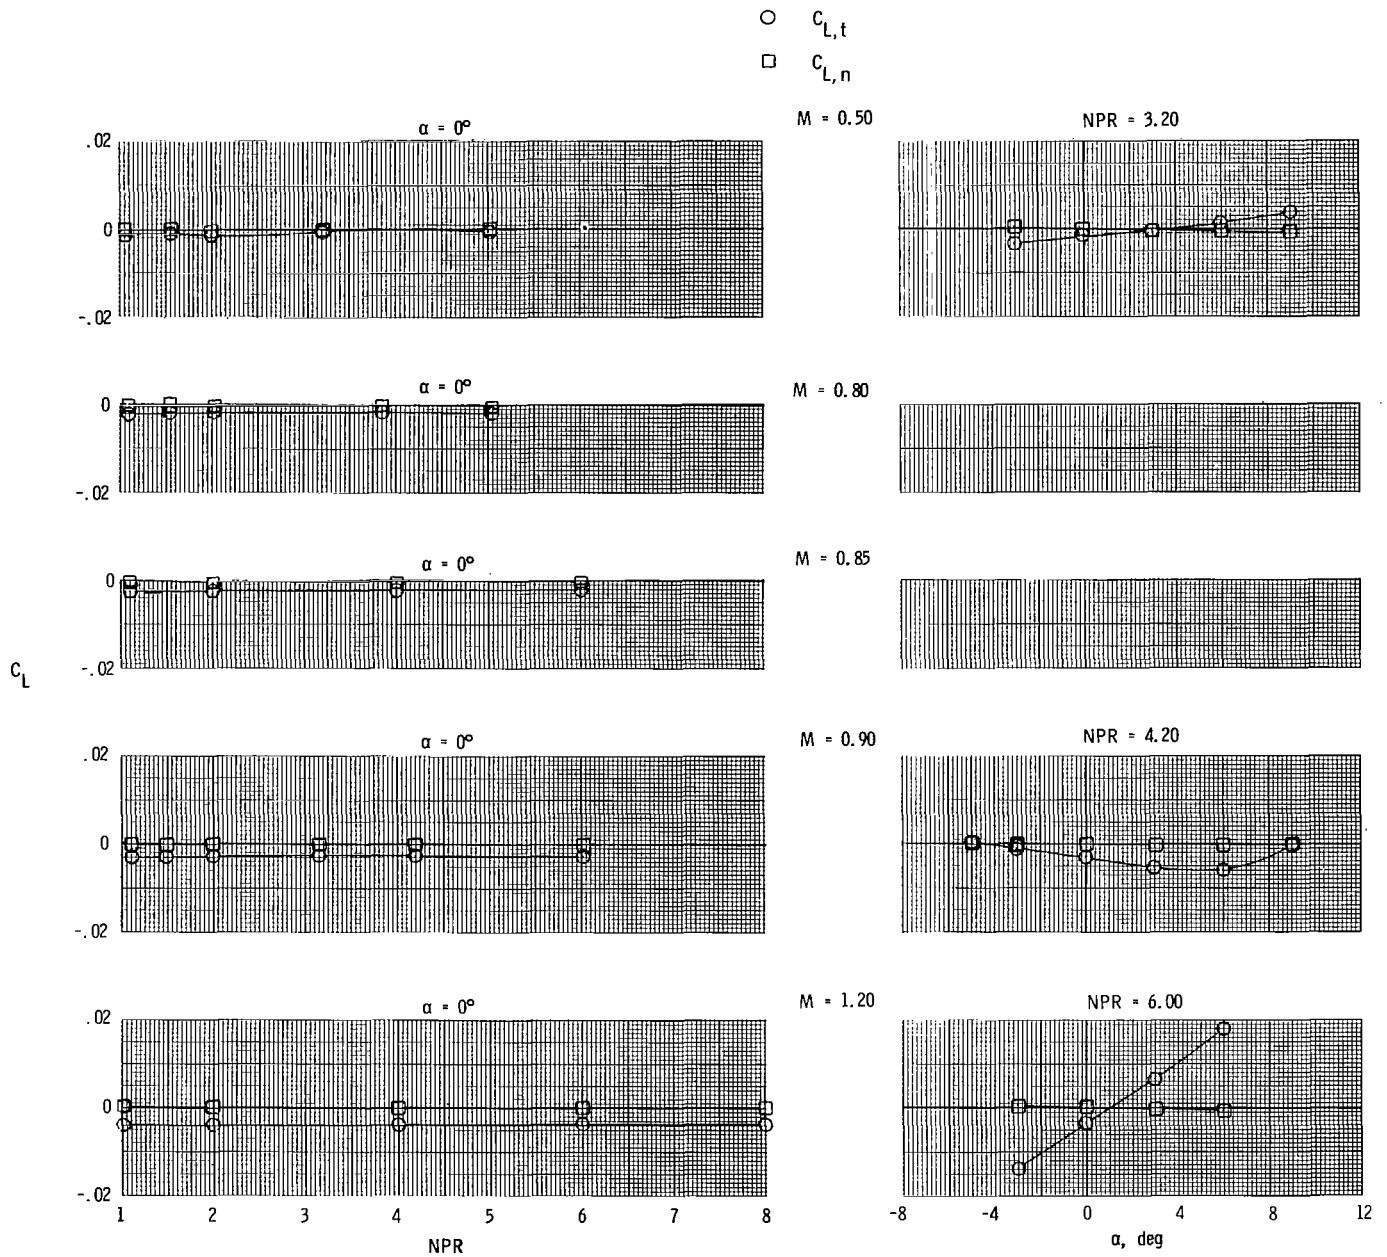 C_L,t
C_L,n
α = 0° M = 0.50 NPR = 3.20
.02
0
-.02
α = 0° M = 0.80
0
-.02
α = 0° M = 0.85
0
-.02
C_L
α = 0° M = 0.90 NPR = 4.20
.02
0
-.02
α = 0° M = 1.20 NPR = 6.00
.02
0
-.02
1 2 3 4 5 6 7 8 -8 -4 0 4 8 12
NPR α, deg